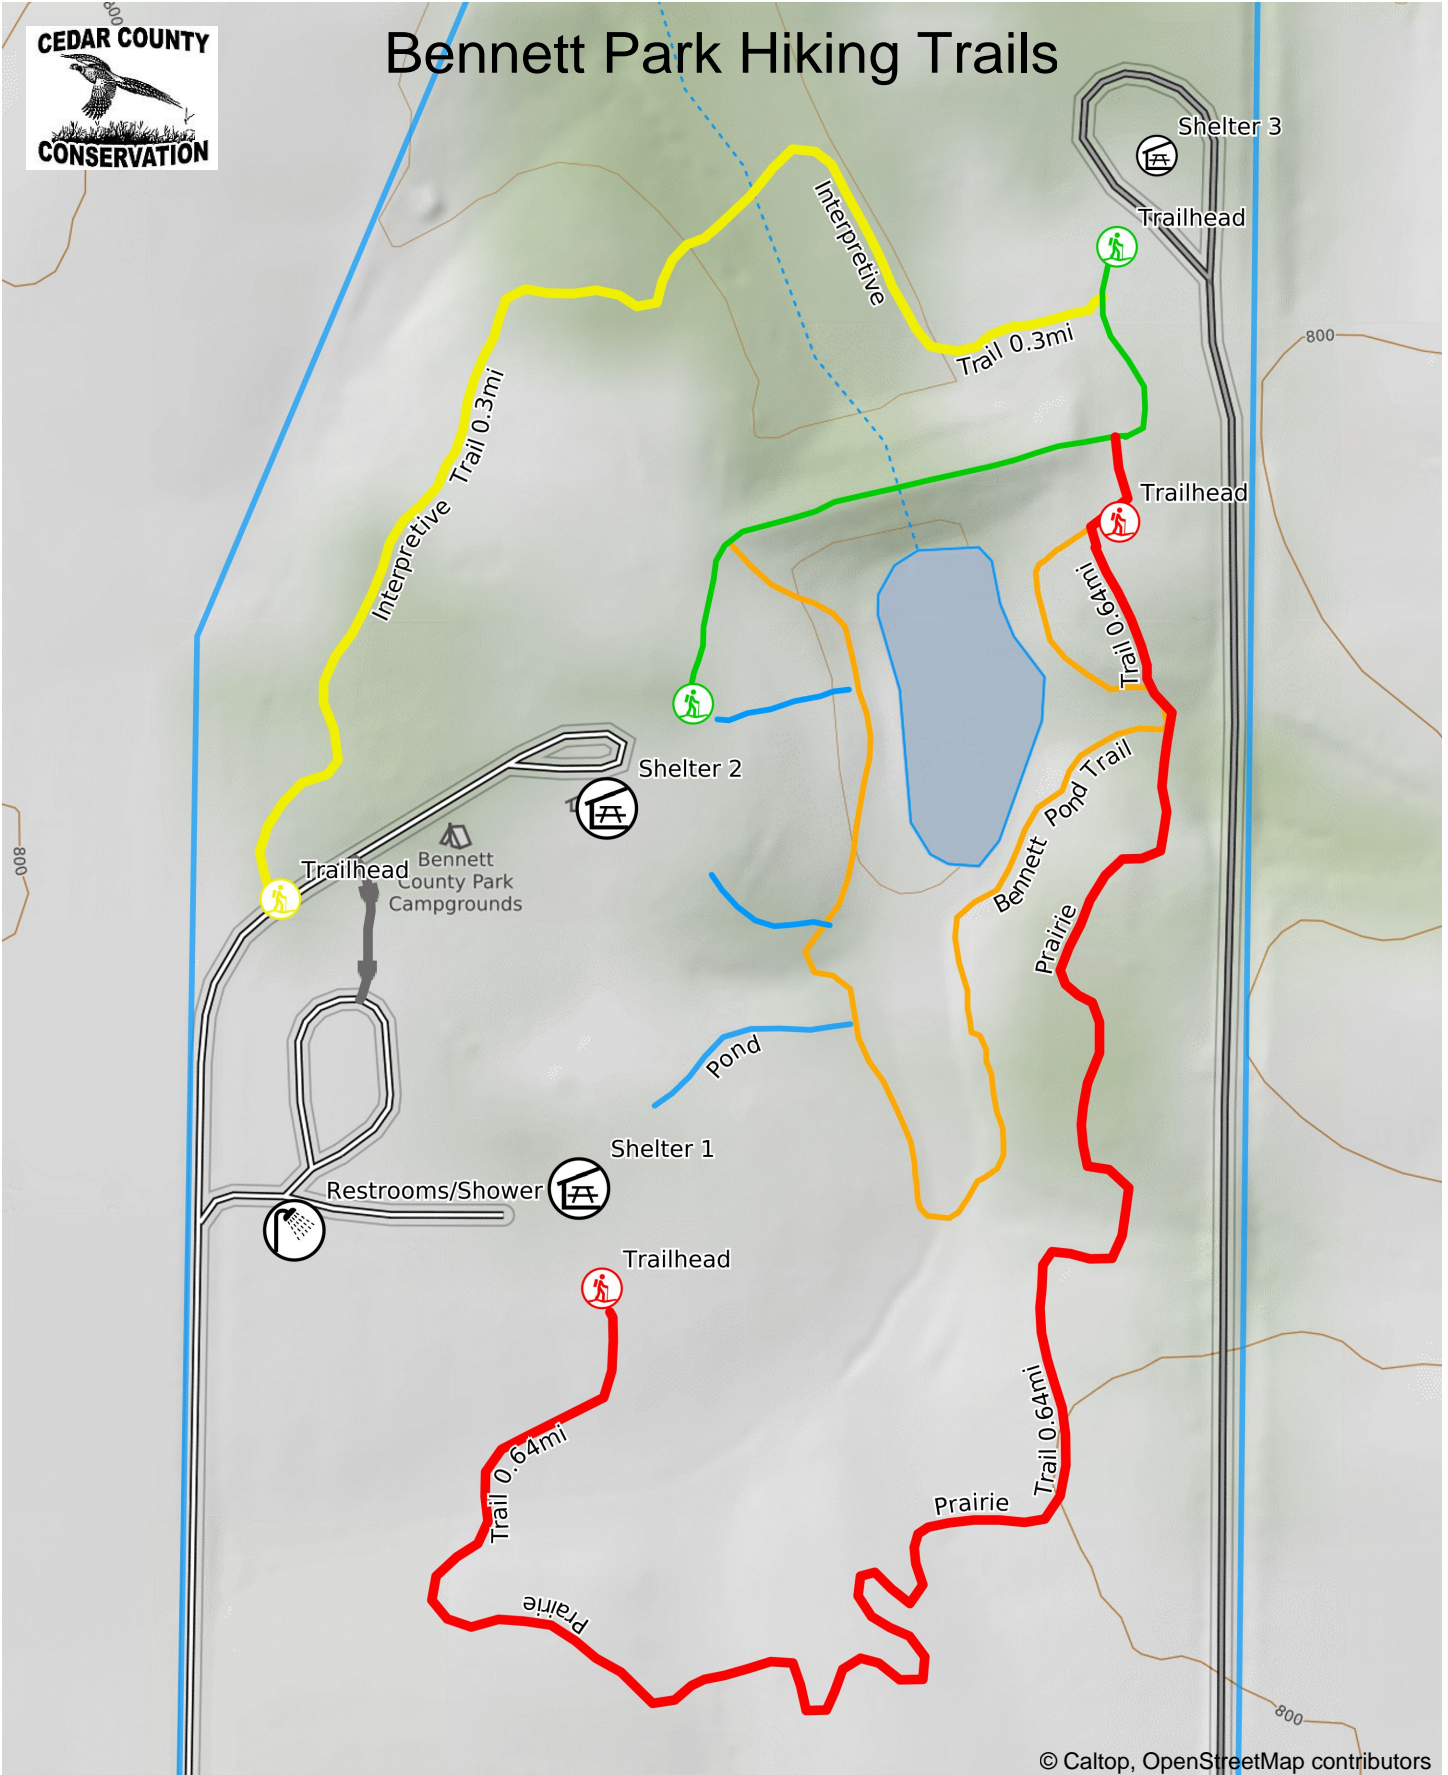 800
CEDAR COUNTY
CONSERVATION
Bennett Park Hiking Trails
Shelter 3
Trailhead
Interpretive
Trail 0.3mi
800
Trail 0.3mi
Interpretive
Trailhead
Trail 0.64mi
Shelter 2
Bennett Pond Trail
Trailhead
Bennett
County Park
Campgrounds
800
Prairie
Pond
Shelter 1
Restrooms/Shower
Trailhead
Trail 0.64mi
Trail 0.64mi
Prairie
Prairie
800
© Caltop, OpenStreetMap contributors